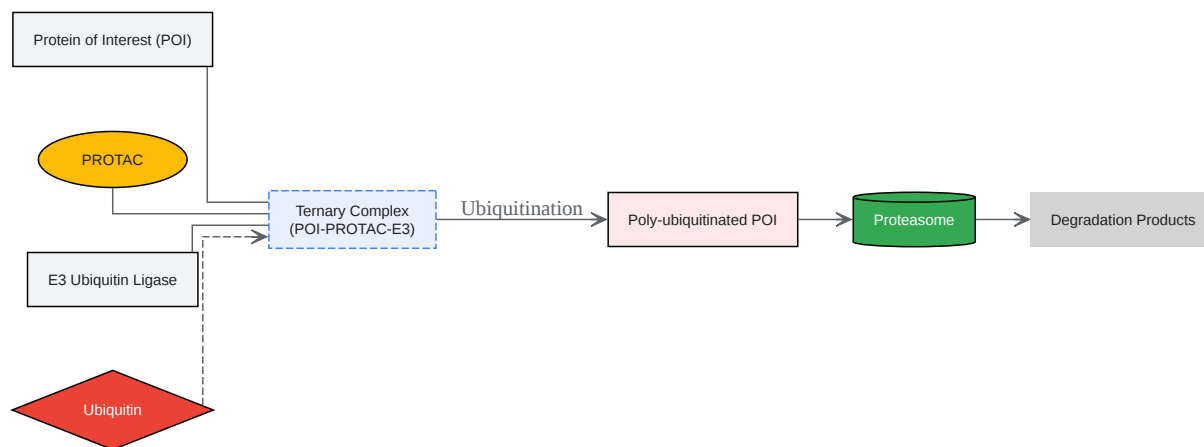 Protein of Interest (POI)
PROTAC
Ternary Complex
(POI-PROTAC-E3)
Ubiquitination
Poly-ubiquitinated POI
Proteasome
Degradation Products
E3 Ubiquitin Ligase
Ubiquitin